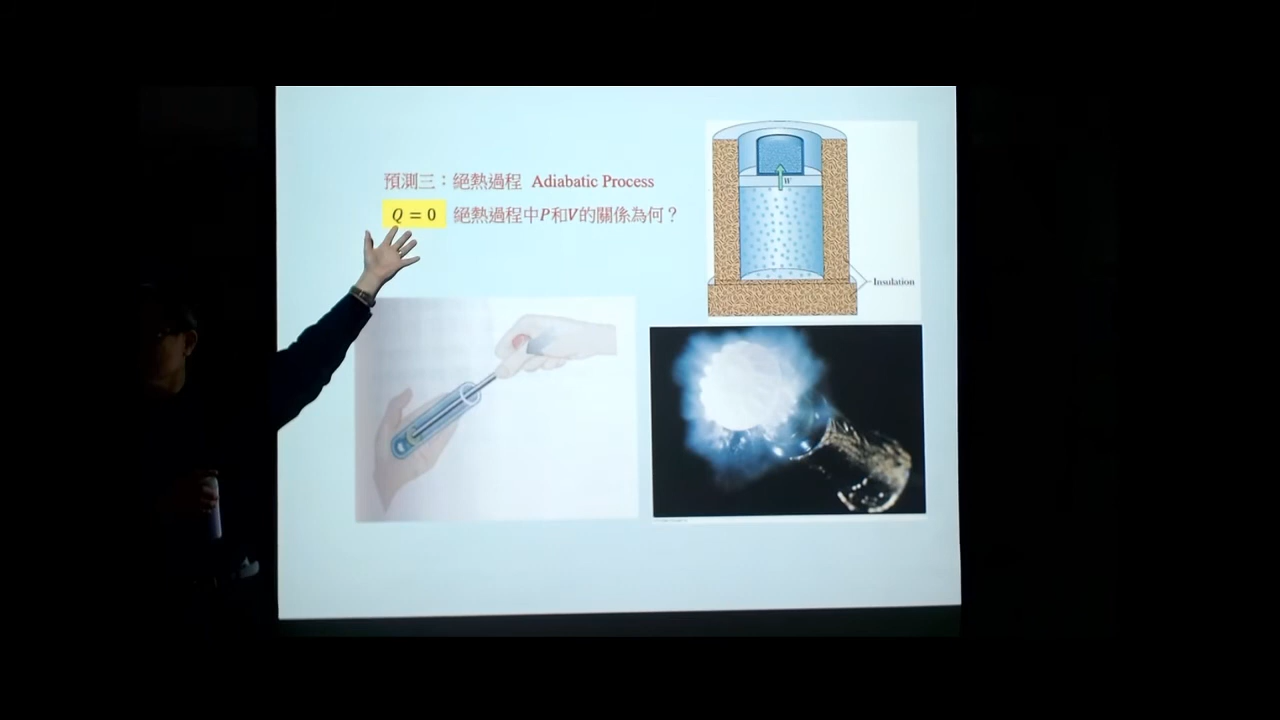 預測三：絕熱過程 Adiabatic Process
Q = 0 絕熱過程中P和V的關係為何？
W
Insulation